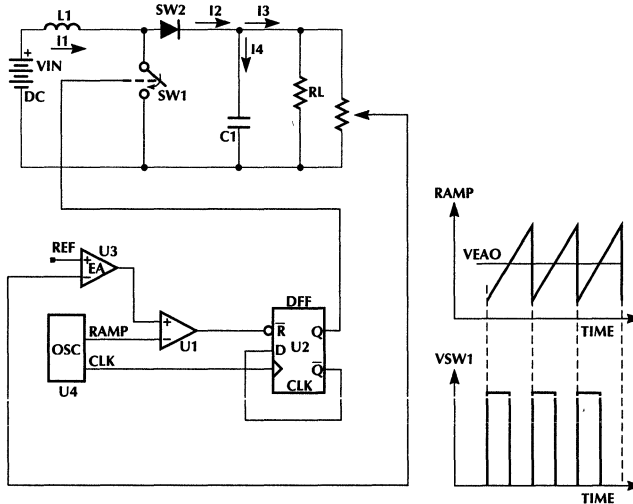 L1
I1
SW2
I2
I3
I4
+
VIN
DC
SW1
C1
RL
REF
+
EA
−
U3
OSC
RAMP
CLK
U4
+
−
U1
DFF
R̅
Q
D
U2
Q̅
CLK
RAMP
VEAO
TIME
VSW1
TIME